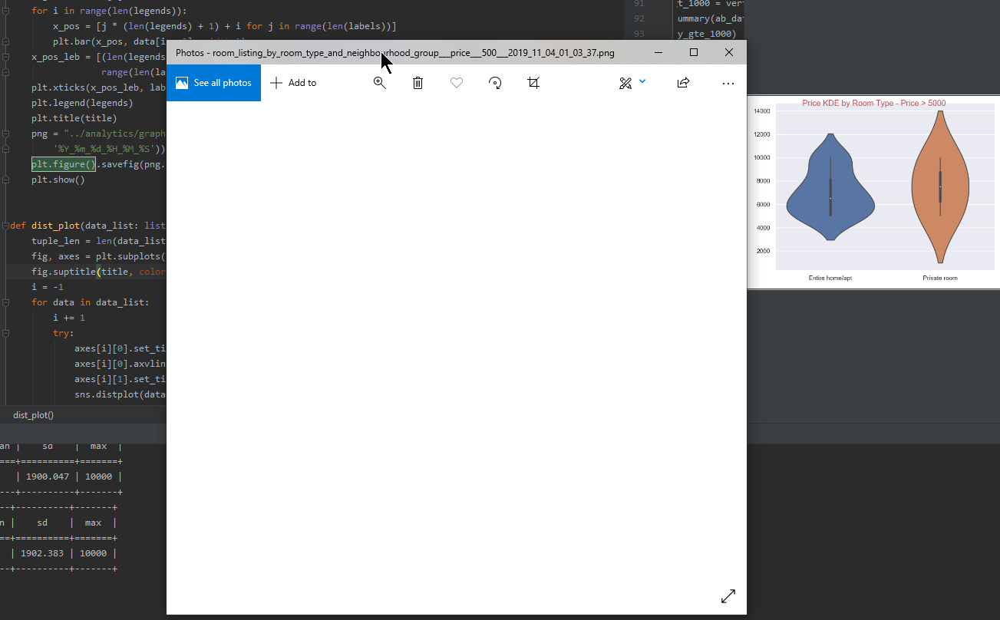 for i in range(len(legends)):
x_pos = [j * (len(legends) + 1) + i for j in range(len(labels))]
plt.bar(x_pos, data[i
x_pos_leb = [(len(legends
range(len(la
plt.xticks(x_pos_leb, lab
plt.legend(legends)
plt.title(title)
png = "../analytics/graph
'%Y_%m_%d_%H_%M_%S'))
plt.figure().savefig(png.
plt.show()
def dist_plot(data_list: list
tuple_len = len(data_list
fig, axes = plt.subplots(
fig.suptitle(title, color
i = -1
for data in data_list:
i += 1
try:
axes[i][0].set_ti
axes[i][0].axvlin
axes[i][1].set_ti
sns.distplot(data
dist_plot()
an | sd | max |
===+==========+=======+
| 1900.047 | 10000 |
---+----------+-------+
--+----------+-------+
n | sd | max |
==+==========+=======+
| 1902.383 | 10000 |
--+----------+-------+
91 t_1000 = ver
92 ummary(ab_da
93 y_gte_1000)
Photos - room_listing_by_room_type_and_neighbourhood_group___price___500___2019_11_04_01_03_37.png
See all photos
Add to
Price KDE by Room Type - Price > 5000
14000
12000
10000
8000
6000
4000
2000
Entire home/apt Private room